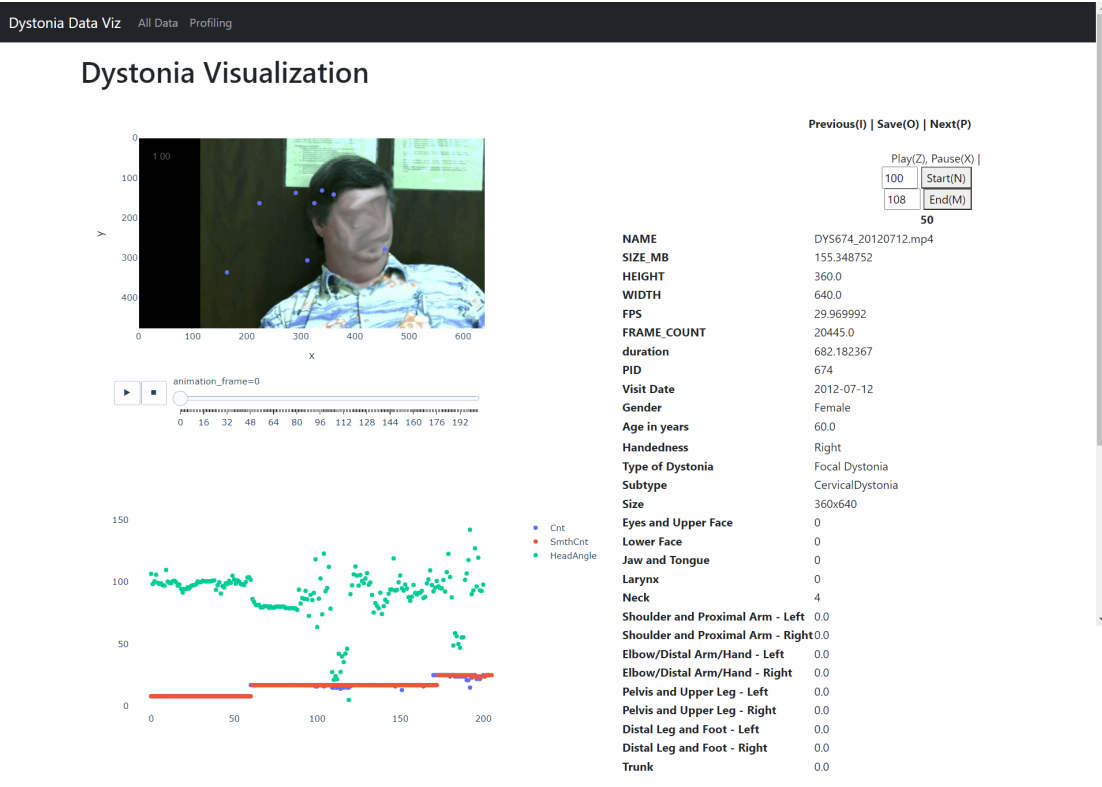 Dystonia Data Viz All Data Profiling
Dystonia Visualization
Previous(I) | Save(O) | Next(P)
Play(Z), Pause(X) |
100 Start(N)
108 End(M)
50
1.00
0
100
200
300
400
y
0 100 200 300 400 500 600
x
animation_frame=0
0 16 32 48 64 80 96 112 128 144 160 176 192
150
100
50
0
0 50 100 150 200
Cnt
SmthCnt
HeadAngle
NAME DYS674_20120712.mp4
SIZE_MB 155.348752
HEIGHT 360.0
WIDTH 640.0
FPS 29.969992
FRAME_COUNT 20445.0
duration 682.182367
PID 674
Visit Date 2012-07-12
Gender Female
Age in years 60.0
Handedness Right
Type of Dystonia Focal Dystonia
Subtype CervicalDystonia
Size 360x640
Eyes and Upper Face 0
Lower Face 0
Jaw and Tongue 0
Larynx 0
Neck 4
Shoulder and Proximal Arm - Left 0.0
Shoulder and Proximal Arm - Right 0.0
Elbow/Distal Arm/Hand - Left 0.0
Elbow/Distal Arm/Hand - Right 0.0
Pelvis and Upper Leg - Left 0.0
Pelvis and Upper Leg - Right 0.0
Distal Leg and Foot - Left 0.0
Distal Leg and Foot - Right 0.0
Trunk 0.0